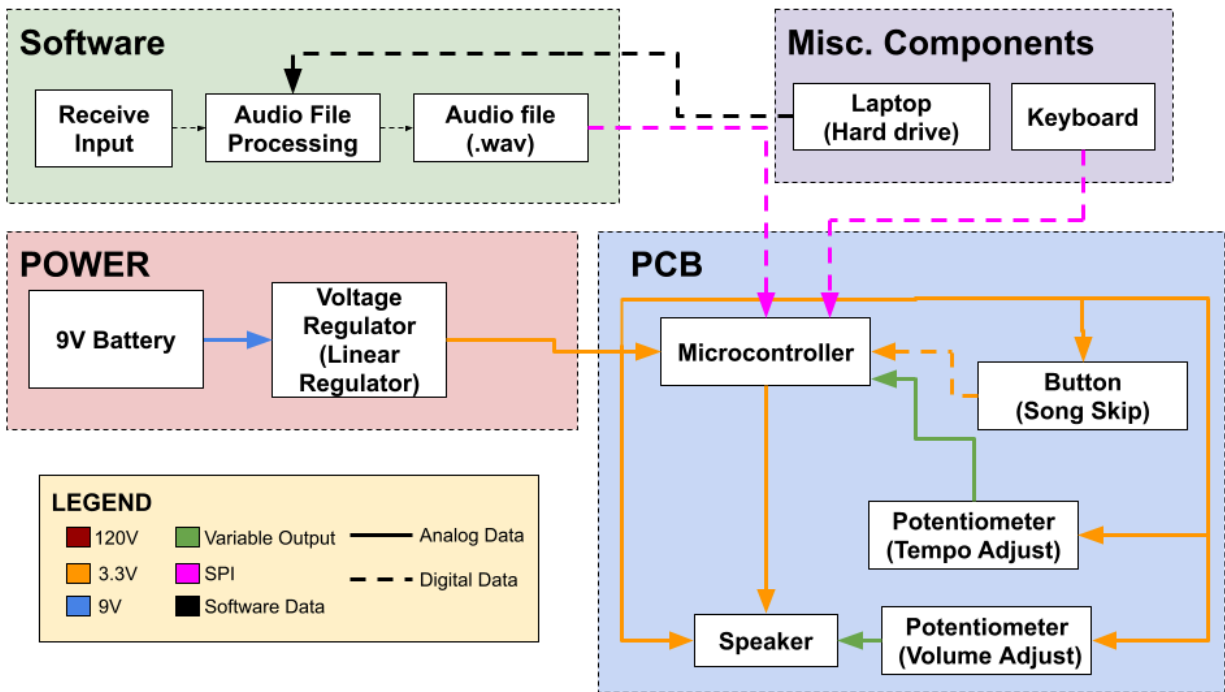 Software
Receive
Input
Audio File
Processing
Audio file
(.wav)
Misc. Components
Laptop
(Hard drive)
Keyboard
POWER
9V Battery
Voltage
Regulator
(Linear
Regulator)
PCB
Microcontroller
Button
(Song Skip)
Potentiometer
(Tempo Adjust)
Speaker
Potentiometer
(Volume Adjust)
LEGEND
120V
3.3V
9V
Variable Output
SPI
Software Data
Analog Data
Digital Data